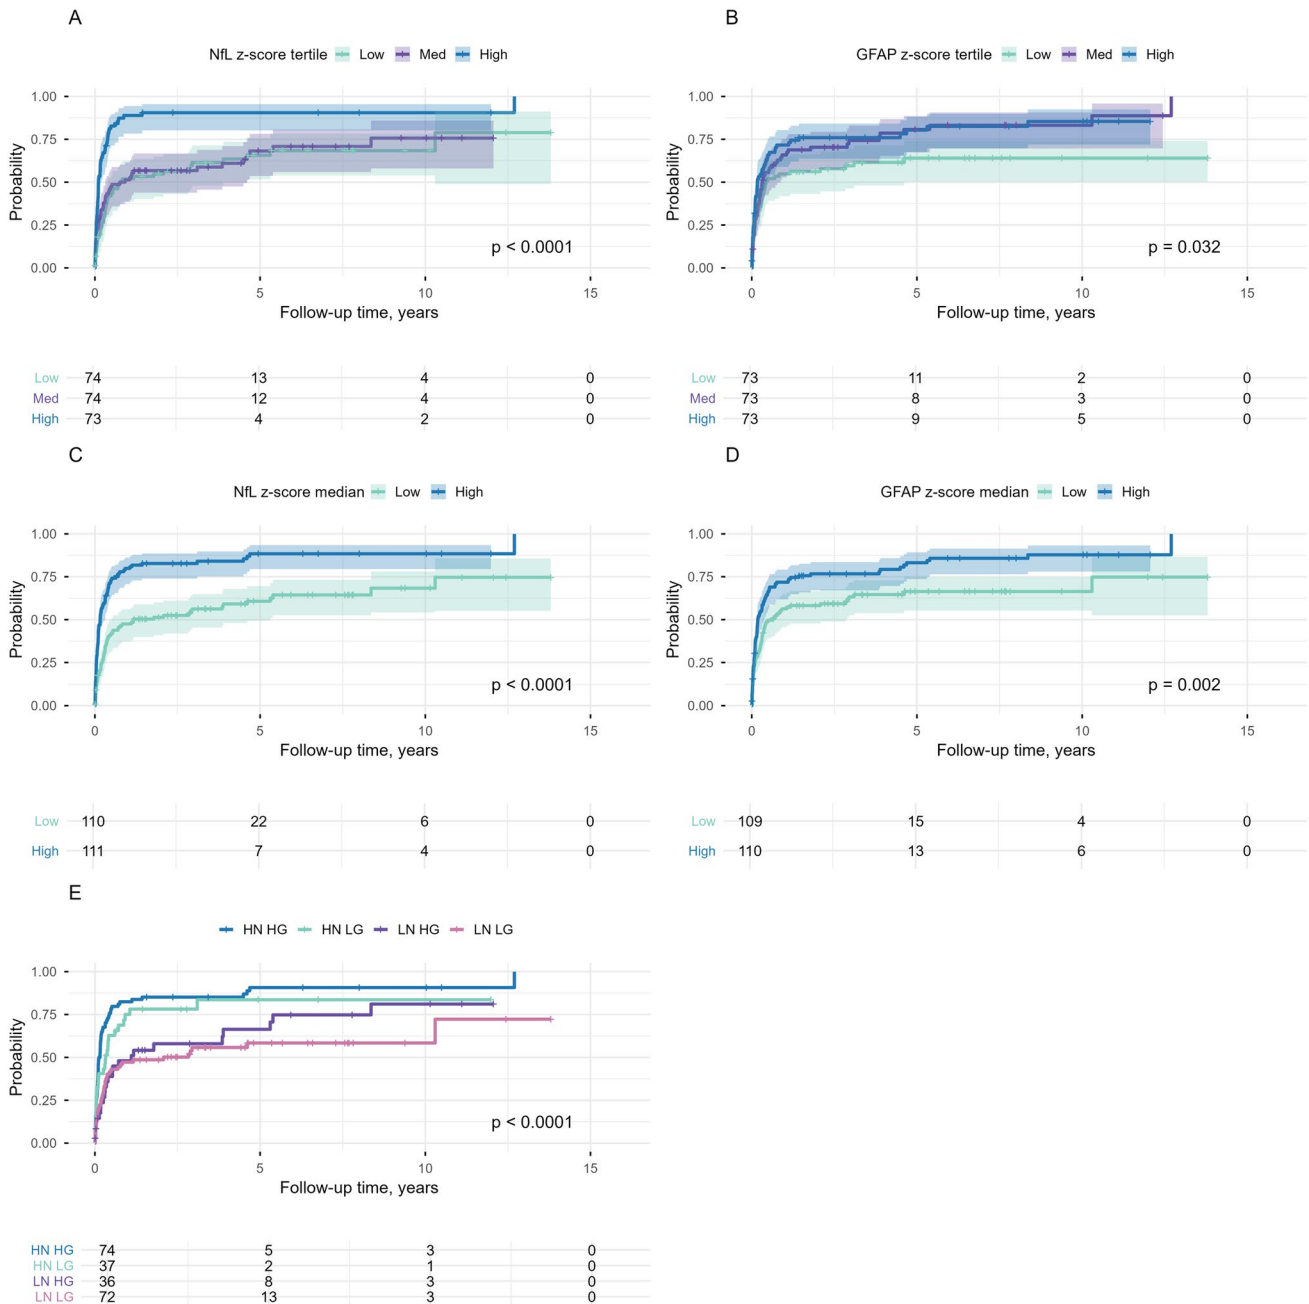 A
NfL z-score tertile Low Med High
1.00
0.75
0.50
0.25
0.00
Probability
p < 0.0001
0 5 10 15
Follow-up time, years
Low 74 13 4 0
Med 74 12 4 0
High 73 4 2 0
B
GFAP z-score tertile Low Med High
1.00
0.75
0.50
0.25
0.00
Probability
p = 0.032
0 5 10 15
Follow-up time, years
Low 73 11 2 0
Med 73 8 3 0
High 73 9 5 0
C
NfL z-score median Low High
1.00
0.75
0.50
0.25
0.00
Probability
p < 0.0001
0 5 10 15
Follow-up time, years
Low 110 22 6 0
High 111 7 4 0
D
GFAP z-score median Low High
1.00
0.75
0.50
0.25
0.00
Probability
p = 0.002
0 5 10 15
Follow-up time, years
Low 109 15 4 0
High 110 13 6 0
E
HN HG HN LG LN HG LN LG
1.00
0.75
0.50
0.25
0.00
Probability
p < 0.0001
0 5 10 15
Follow-up time, years
HN HG 74 5 3 0
HN LG 37 2 1 0
LN HG 36 8 3 0
LN LG 72 13 3 0